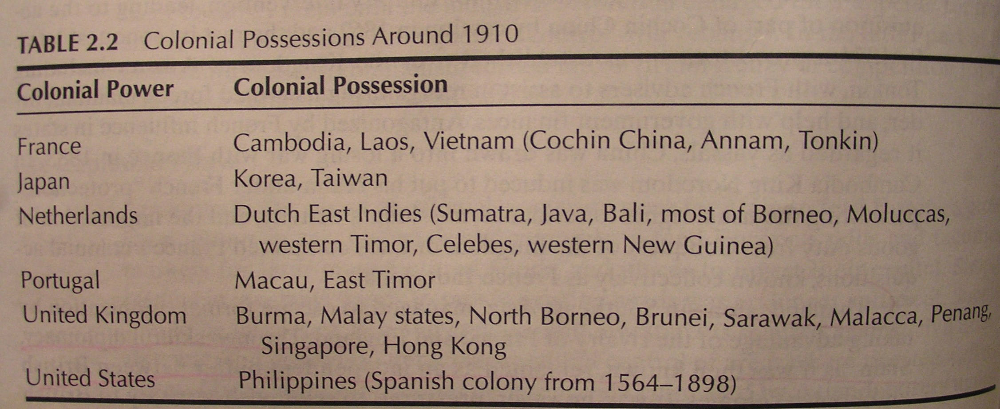 TABLE 2.2 Colonial Possessions Around 1910
Colonial Power Colonial Possession
France Cambodia, Laos, Vietnam (Cochin China, Annam, Tonkin)
Japan Korea, Taiwan
Netherlands Dutch East Indies (Sumatra, Java, Bali, most of Borneo, Moluccas,
western Timor, Celebes, western New Guinea)
Portugal Macau, East Timor
United Kingdom Burma, Malay states, North Borneo, Brunei, Sarawak, Malacca, Penang,
Singapore, Hong Kong
United States Philippines (Spanish colony from 1564–1898)